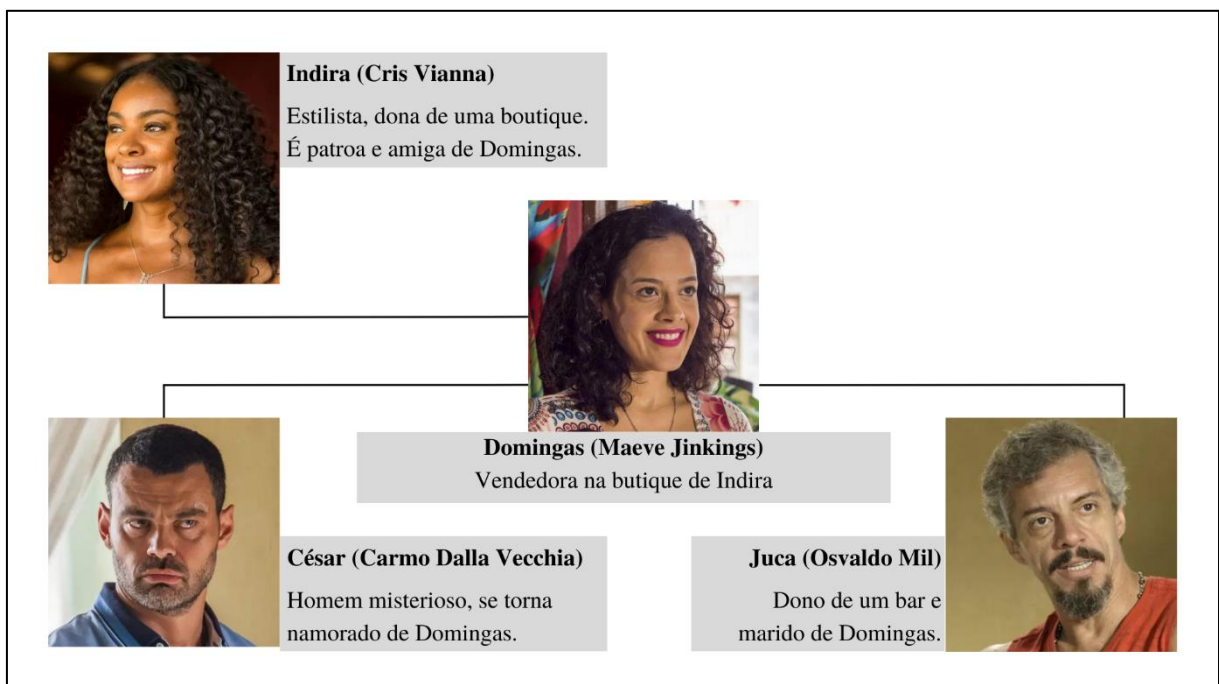 Indira (Cris Vianna)
Estilista, dona de uma boutique.
É patroa e amiga de Domingas.
Domingas (Maeve Jinkings)
Vendedora na butique de Indira
César (Carmo Dalla Vecchia)
Homem misterioso, se torna
namorado de Domingas.
Juca (Osvaldo Mil)
Dono de um bar e
marido de Domingas.